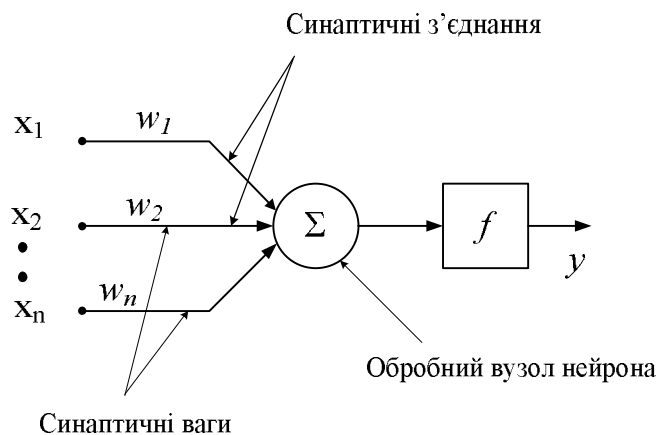 Синаптичні з’єднання
x1
w1
x2
w2
Σ
f
y
xn
wn
Обробний вузол нейрона
Синаптичні ваги